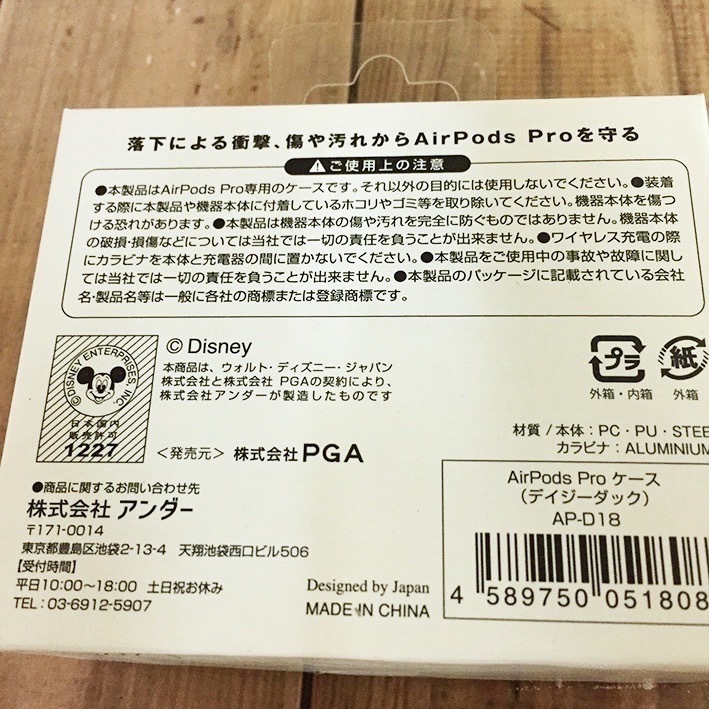 落下による衝撃、傷や汚れからAirPods Proを守る
ご使用上の注意
●本製品はAirPods Pro専用のケースです。それ以外の目的には使用しないでください。●装着
する際に本製品や機器本体に付着しているホコリやゴミ等を取り除いてください。機器本体を傷つ
ける恐れがあります。●本製品は機器本体の傷や汚れを完全に防ぐものではありません。機器本体
の破損・損傷などについては当社では一切の責任を負うことが出来ません。●ワイヤレス充電の際
にカラビナを本体と充電器の間に置かないでください。●本製品をご使用中の事故や故障に関し
ては当社では一切の責任を負うことが出来ません。●本製品のパッケージに記載されている会社
名・製品名等は一般に各社の商標または登録商標です。
©DISNEY ENTERPRISES, INC.
日本国内
販売許可
1227
© Disney
本商品は、ウォルト・ディズニー・ジャパン
株式会社と株式会社 PGAの契約により、
株式会社アンダーが製造したものです
<発売元> 株式会社PGA
プラ
外箱・内箱
紙
外箱
材質 / 本体:PC・PU・STEE
カラビナ:ALUMINIUM
●商品に関するお問い合わせ先
株式会社 アンダー
〒171-0014
東京都豊島区池袋2-13-4 天翔池袋西口ビル506
【受付時間】
平日10:00〜18:00 土日祝お休み
TEL:03-6912-5907
Designed by Japan
MADE IN CHINA
AirPods Pro ケース
(デイジーダック)
AP-D18
4 589750 051808